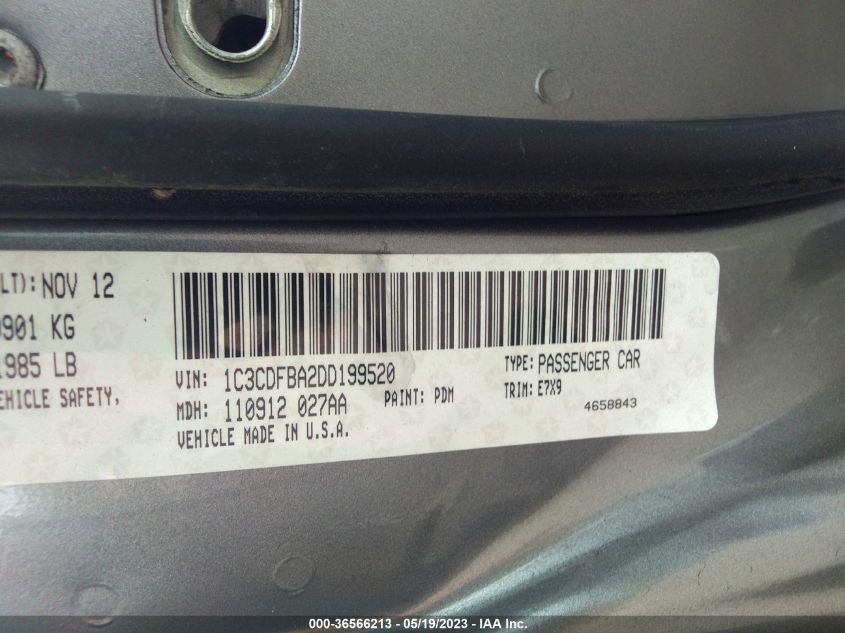 LT): NOV 12
901 KG
1985 LB
EHICLE SAFETY,
VIN: 1C3CDFBA2DD199520
TYPE: PASSENGER CAR
MDH: 110912 027AA
PAINT: PDM
TRIM: E7X9
VEHICLE MADE IN U.S.A.
4658843
000-36566213 - 05/19/2023 - IAA Inc.